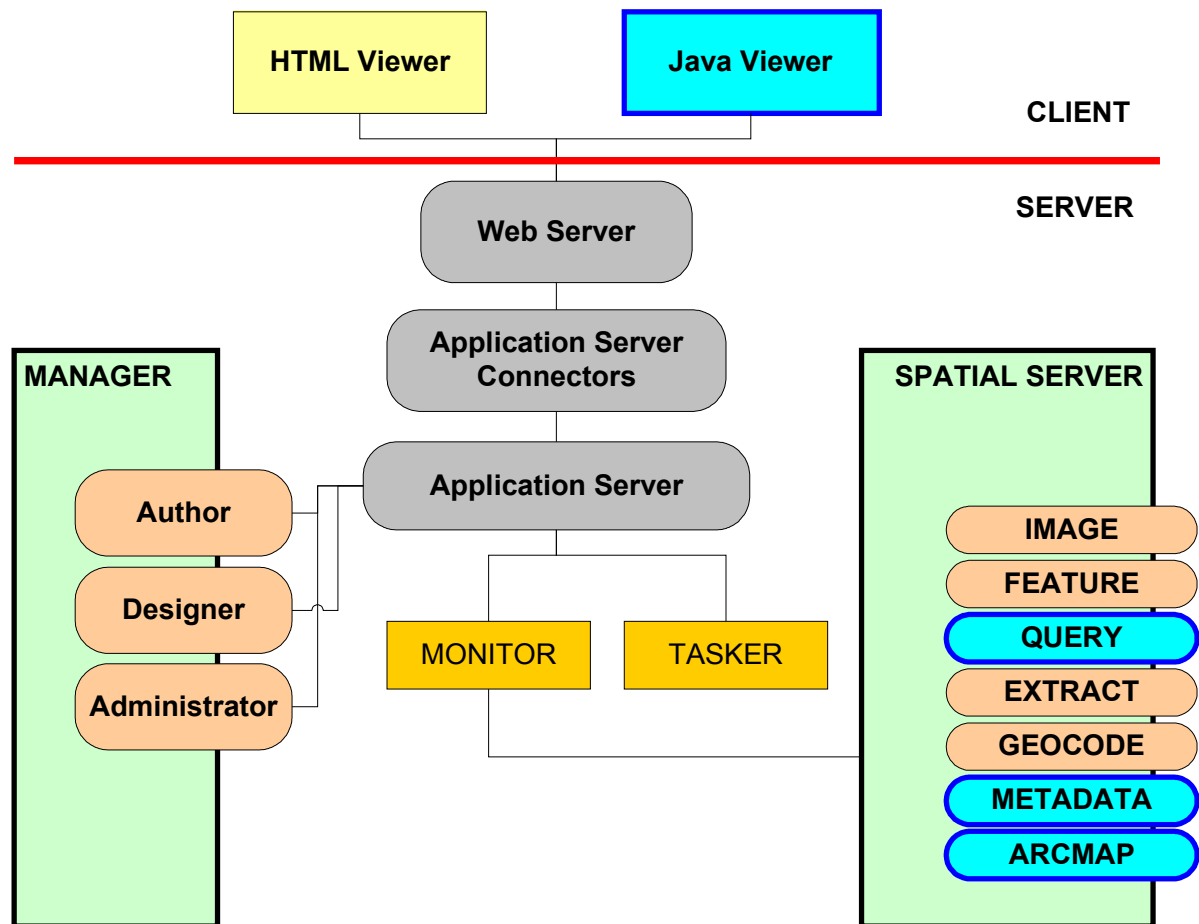 HTML Viewer
Java Viewer
CLIENT
SERVER
Web Server
Application Server
Connectors
MANAGER
SPATIAL SERVER
Application Server
Author
Designer
Administrator
MONITOR
TASKER
IMAGE
FEATURE
QUERY
EXTRACT
GEOCODE
METADATA
ARCMAP